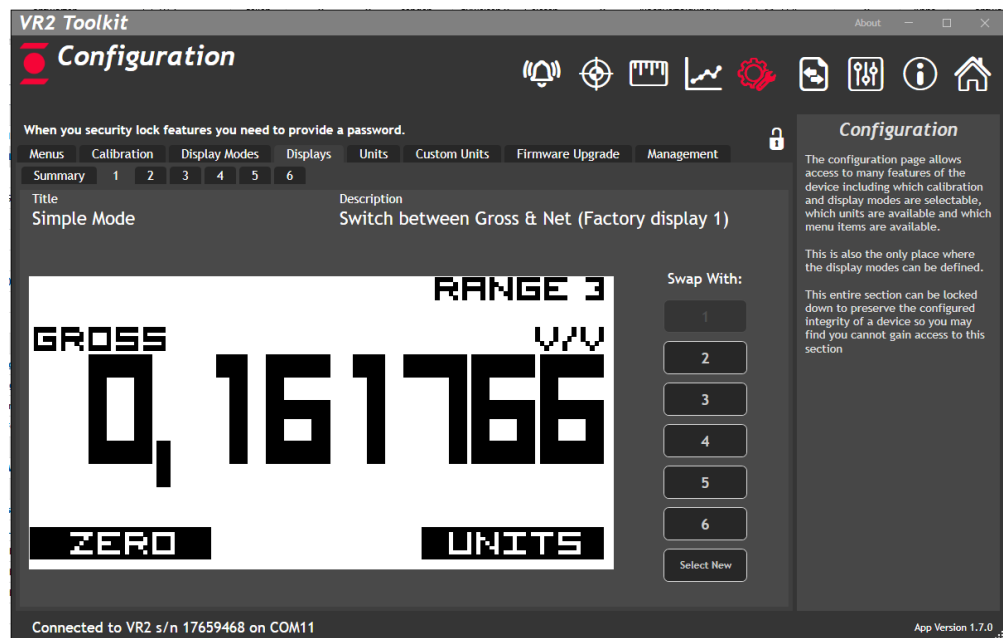 VR2 Toolkit
About
Configuration
When you security lock features you need to provide a password.
Menus Calibration Display Modes Displays Units Custom Units Firmware Upgrade Management
Summary 1 2 3 4 5 6
Title
Simple Mode
Description
Switch between Gross & Net (Factory display 1)
RANGE 3
GROSS
V/V
0,161766
ZERO
UNITS
Swap With:
1
2
3
4
5
6
Select New
Configuration
The configuration page allows
access to many features of the
device including which calibration
and display modes are selectable,
which units are available and which
menu items are available.
This is also the only place where
the display modes can be defined.
This entire section can be locked
down to preserve the configured
integrity of a device so you may
find you cannot gain access to this
section
Connected to VR2 s/n 17659468 on COM11
App Version 1.7.0